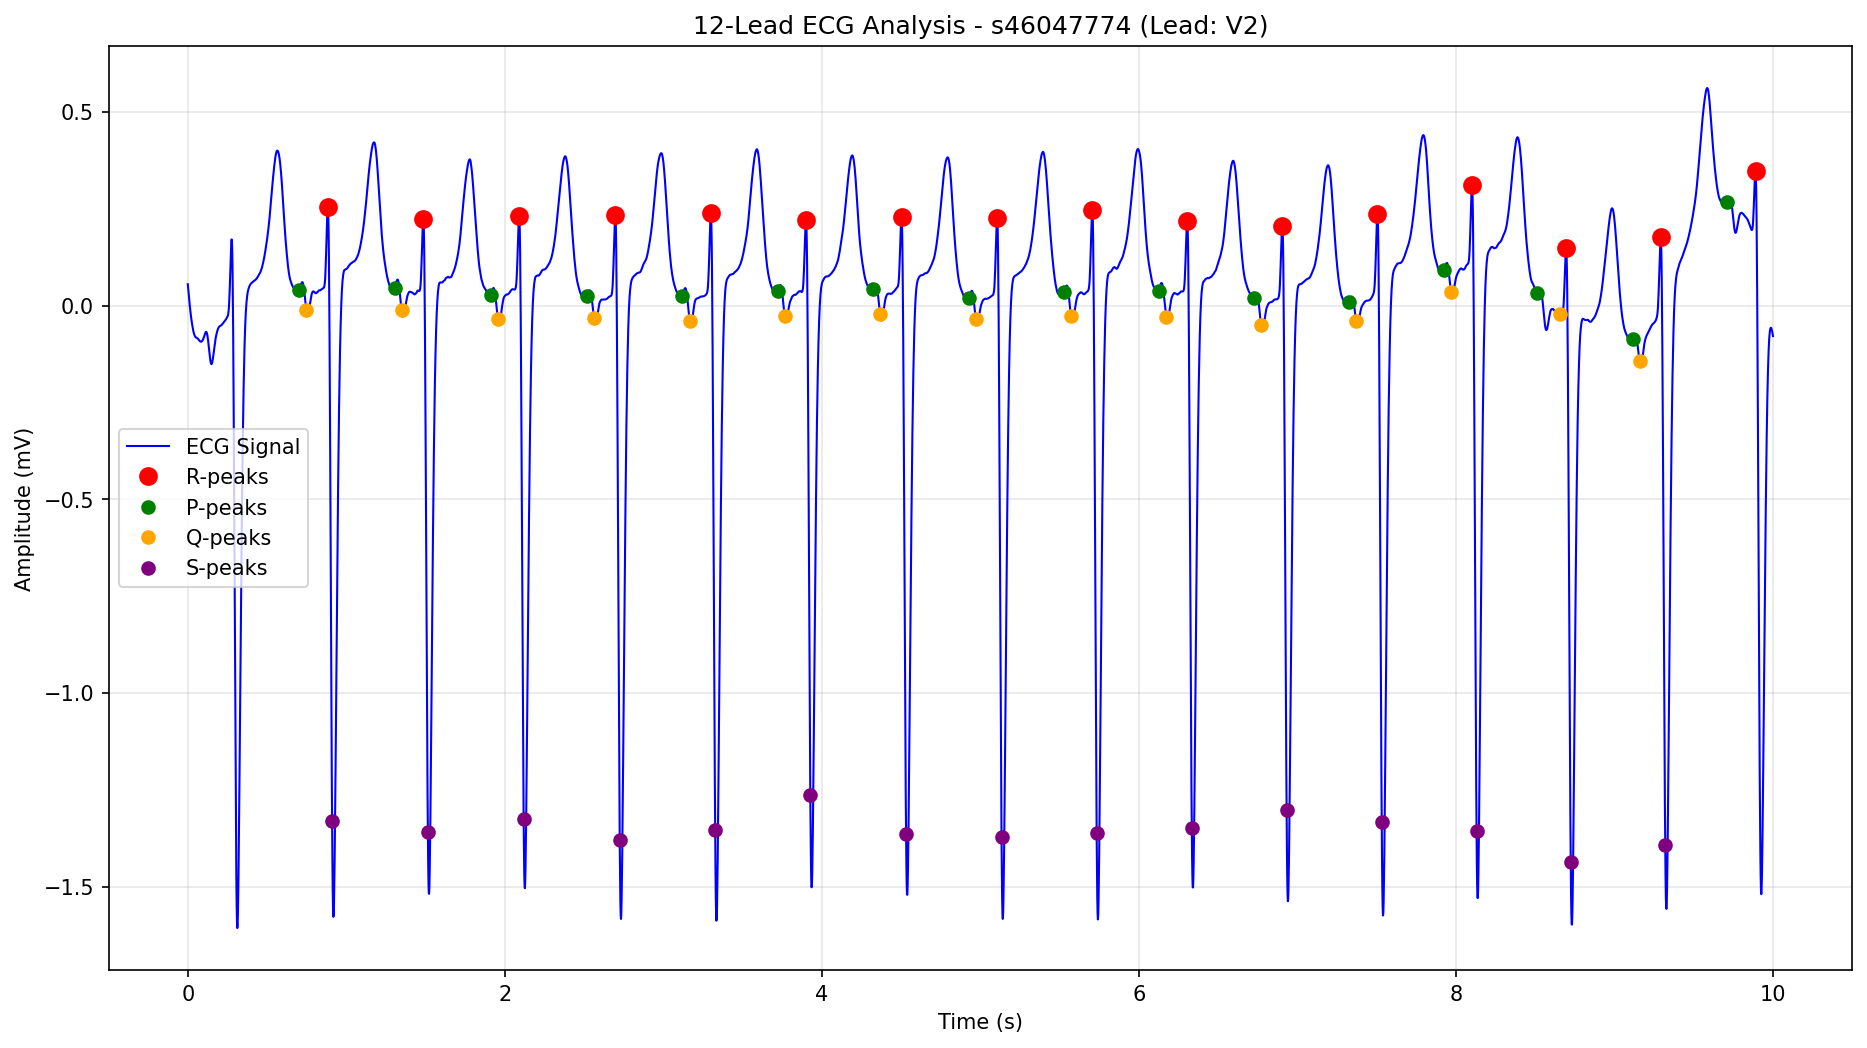 12-Lead ECG Analysis - s46047774 (Lead: V2)
Amplitude (mV)
0.5
0.0
−0.5
−1.0
−1.5
ECG Signal
R-peaks
P-peaks
Q-peaks
S-peaks
0 2 4 6 8 10
Time (s)